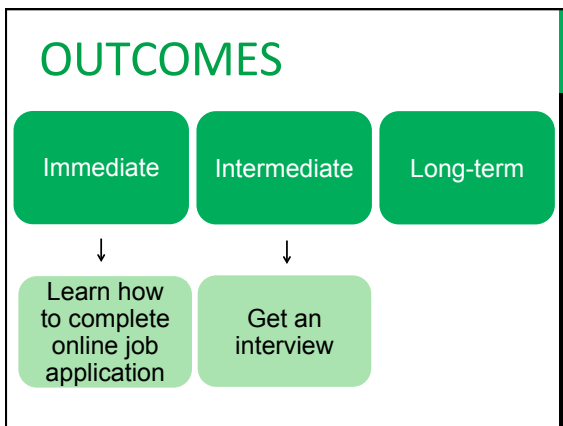 OUTCOMES
Immediate
Intermediate
Long-term
Learn how
to complete
online job
application
Get an
interview